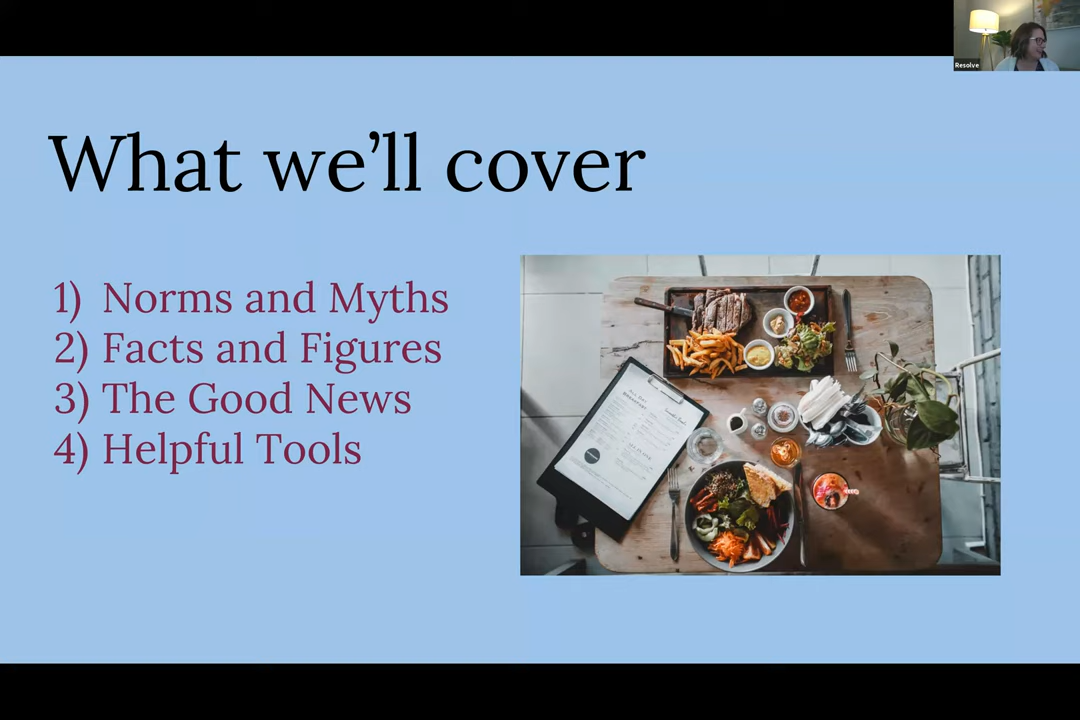 Resolve
What we’ll cover
1) Norms and Myths
2) Facts and Figures
3) The Good News
4) Helpful Tools